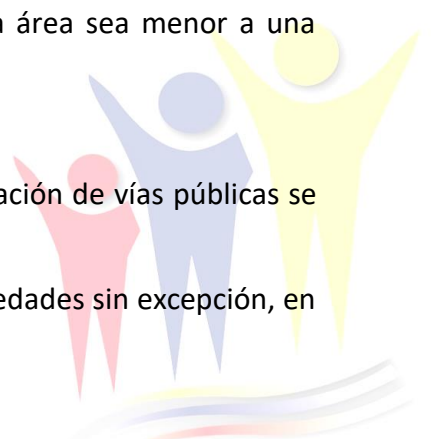 área sea menor a una
ación de vías públicas se
edades sin excepción, en